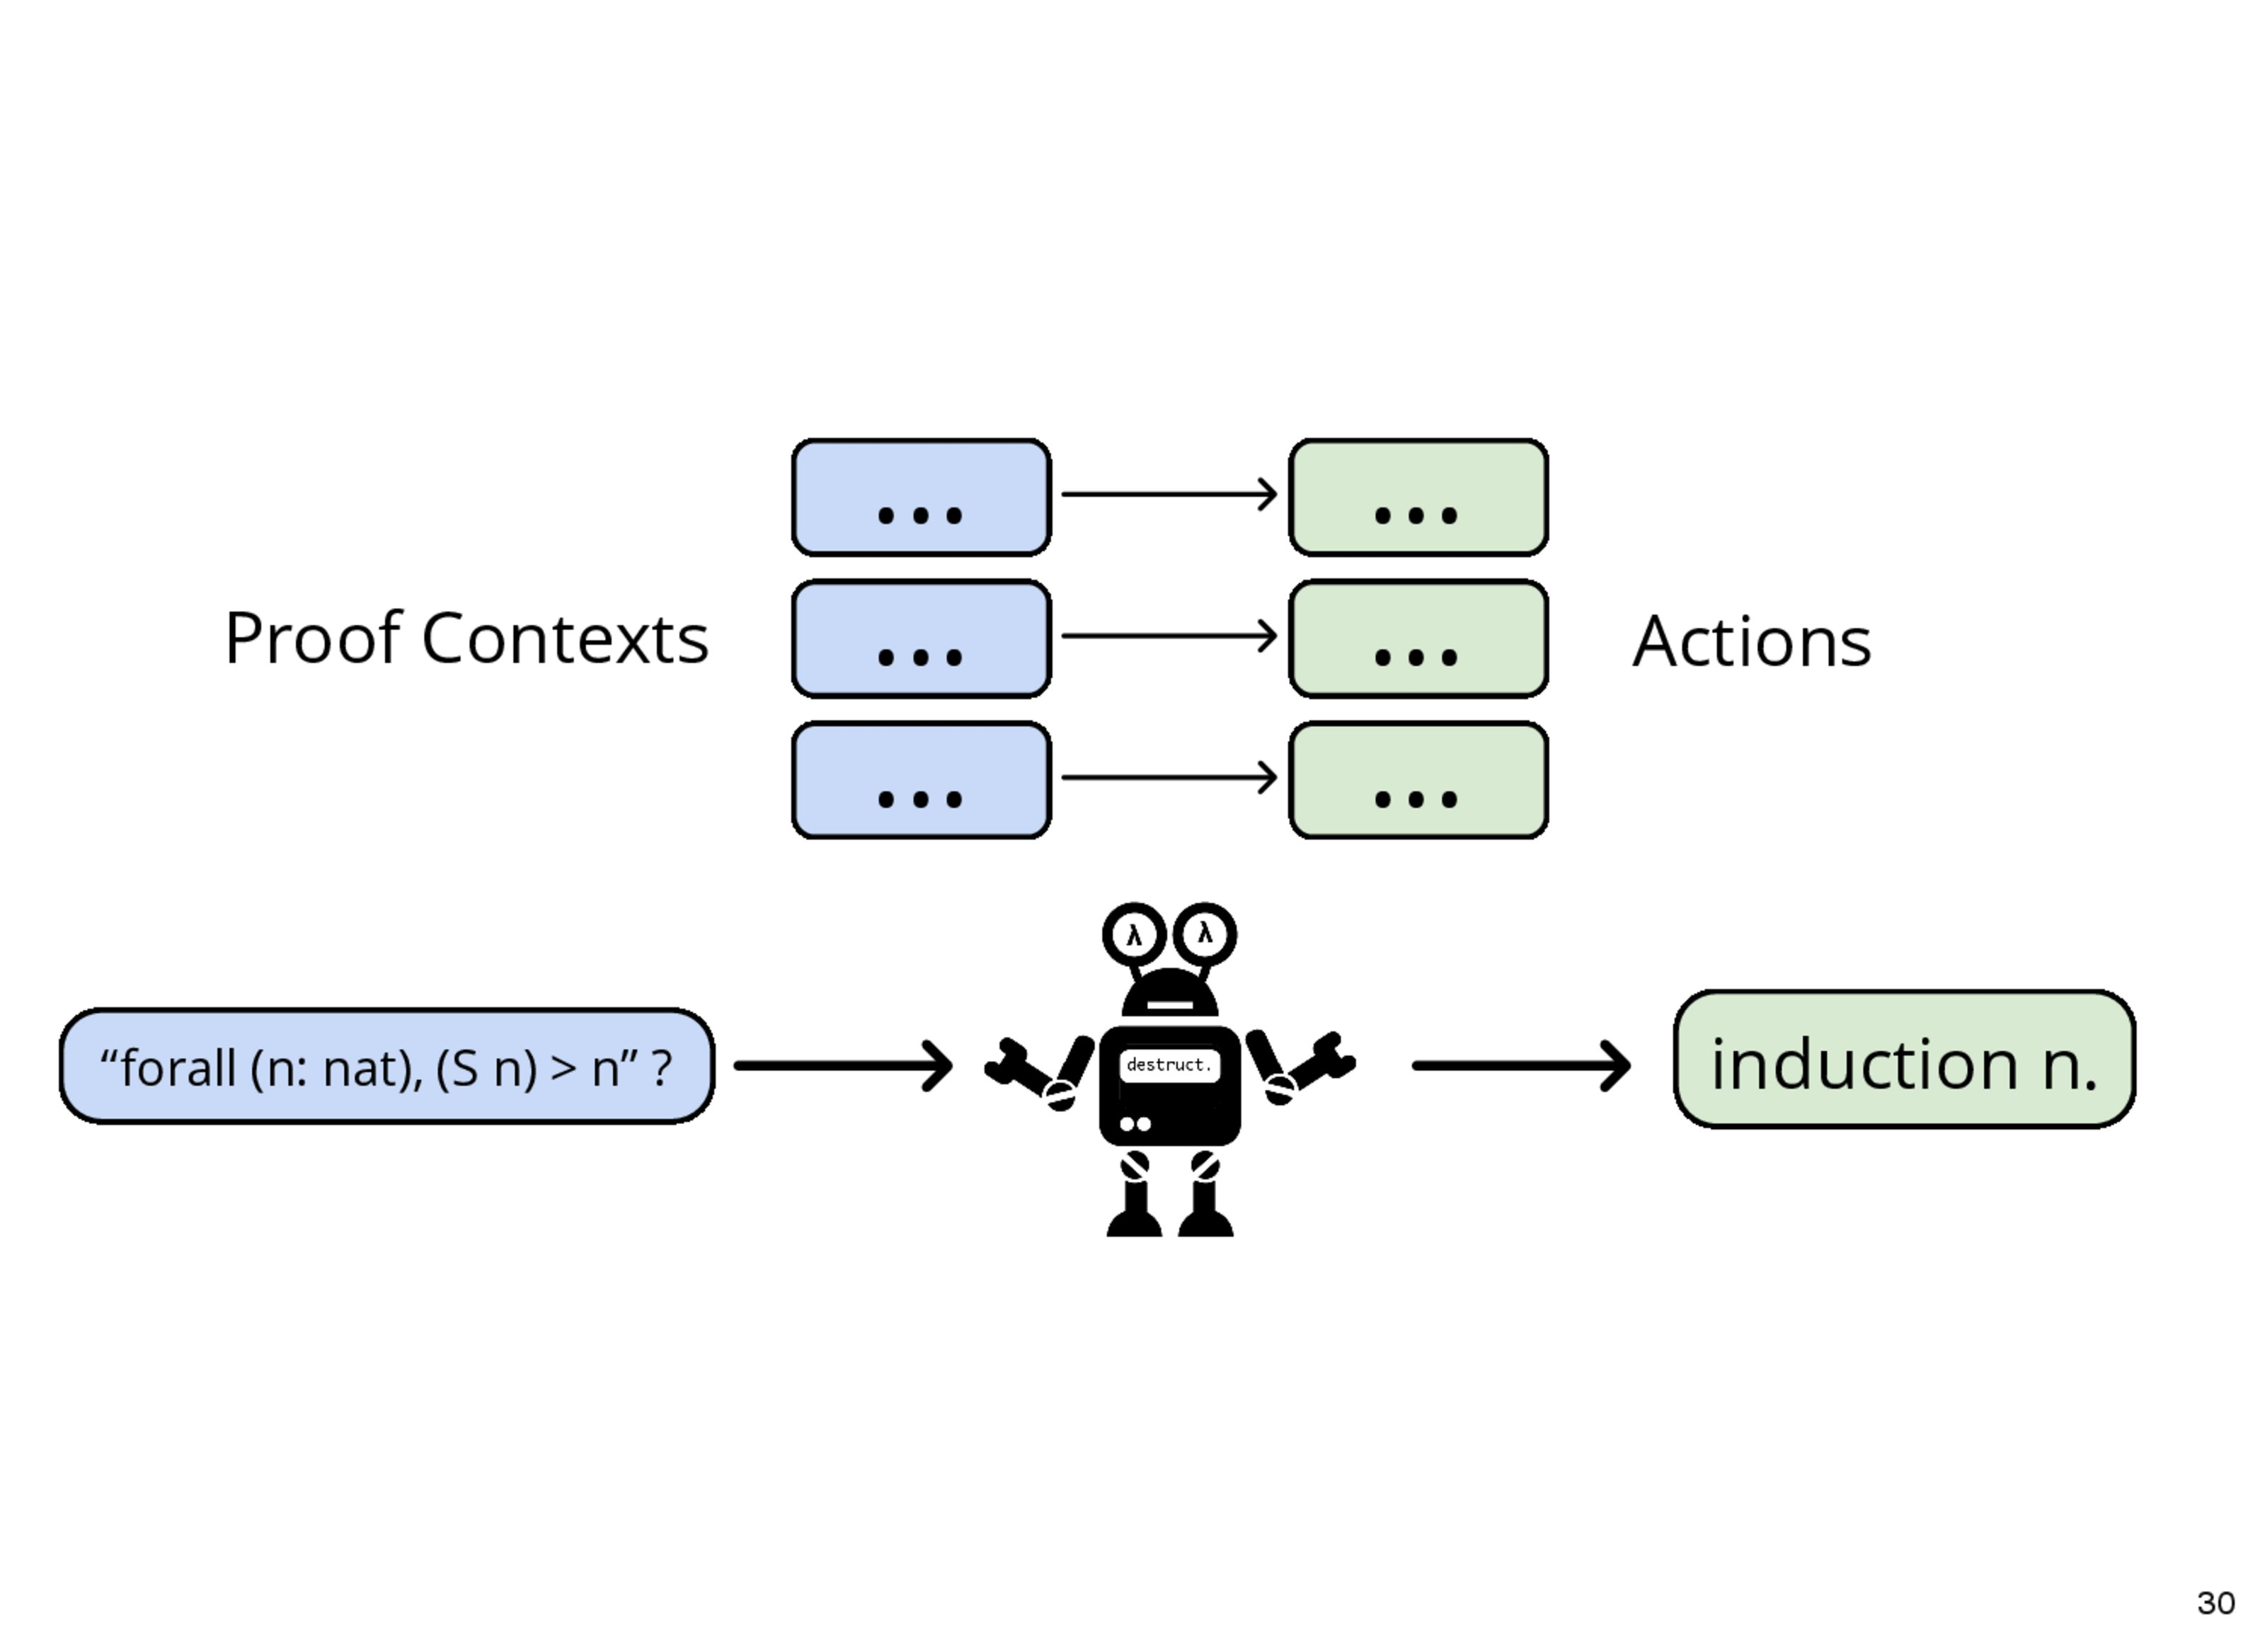 ...
...
...
...
Proof Contexts
Actions
...
...
λ
λ
“forall (n: nat), (S n) > n” ?
destruct.
induction n.
30